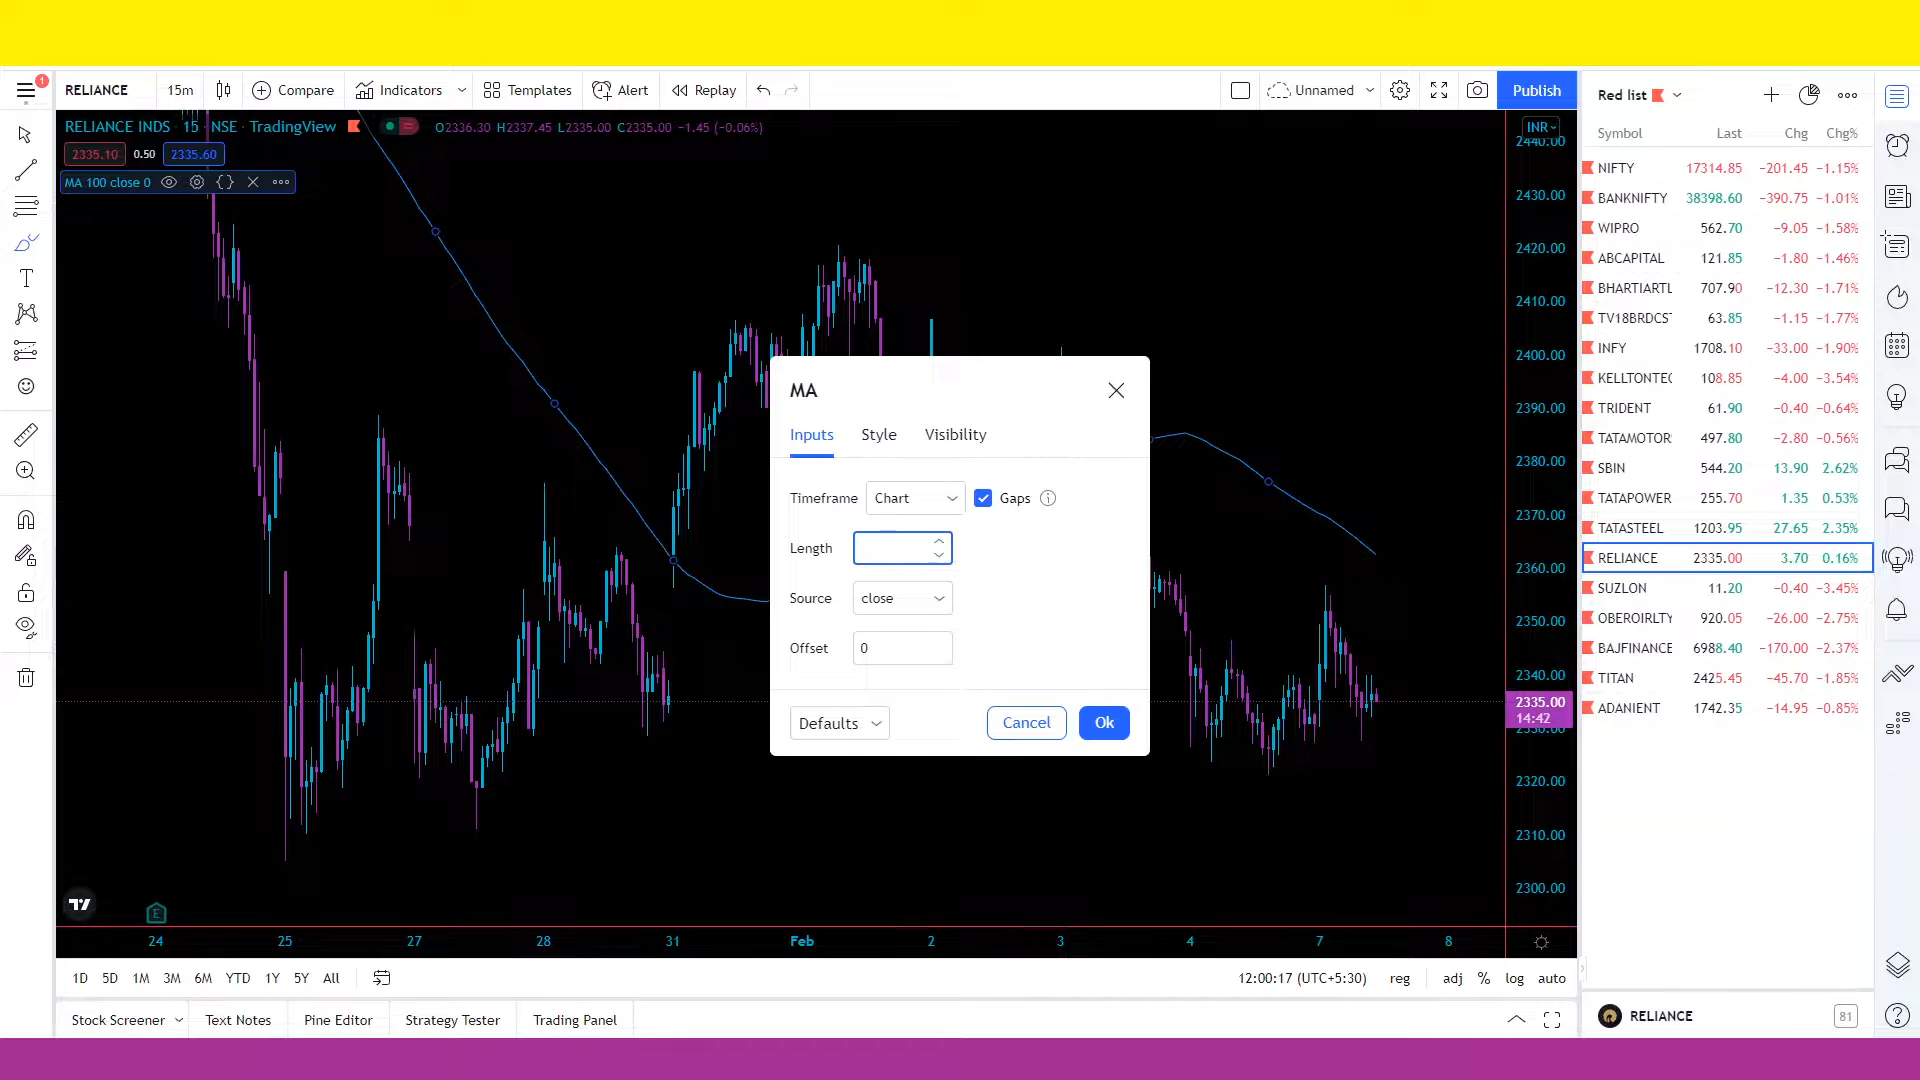 1
RELIANCE 15m Compare Indicators Templates Alert Replay Unnamed Publish
RELIANCE INDS · 15 · NSE · TradingView O2336.30 H2337.45 L2335.00 C2335.00 −1.45 (−0.06%)
2335.10 0.50 2335.60
MA 100 close 0
INR
2440.00
2430.00
2420.00
2410.00
2400.00
2390.00
2380.00
2370.00
2360.00
2350.00
2340.00
2335.00
14:42
2330.00
2320.00
2310.00
2300.00
MA
Inputs Style Visibility
Timeframe Chart Gaps
Length
Source close
Offset 0
Defaults Cancel Ok
E
24 25 27 28 31 Feb 2 3 4 7 8
1D 5D 1M 3M 6M YTD 1Y 5Y All 12:00:17 (UTC+5:30) reg adj % log auto
Stock Screener Text Notes Pine Editor Strategy Tester Trading Panel
Red list
Symbol Last Chg Chg%
NIFTY 17314.85 −201.45 −1.15%
BANKNIFTY 38398.60 −390.75 −1.01%
WIPRO 562.70 −9.05 −1.58%
ABCAPITAL 121.85 −1.80 −1.46%
BHARTIARTL 707.90 −12.30 −1.71%
TV18BRDCST 63.85 −1.15 −1.77%
INFY 1708.10 −33.00 −1.90%
KELLTONTEC 108.85 −4.00 −3.54%
TRIDENT 61.90 −0.40 −0.64%
TATAMOTORS 497.80 −2.80 −0.56%
SBIN 544.20 13.90 2.62%
TATAPOWER 255.70 1.35 0.53%
TATASTEEL 1203.95 27.65 2.35%
RELIANCE 2335.00 3.70 0.16%
SUZLON 11.20 −0.40 −3.45%
OBEROIRLTY 920.05 −26.00 −2.75%
BAJFINANCE 6988.40 −170.00 −2.37%
TITAN 2425.45 −45.70 −1.85%
ADANIENT 1742.35 −14.95 −0.85%
RELIANCE 81